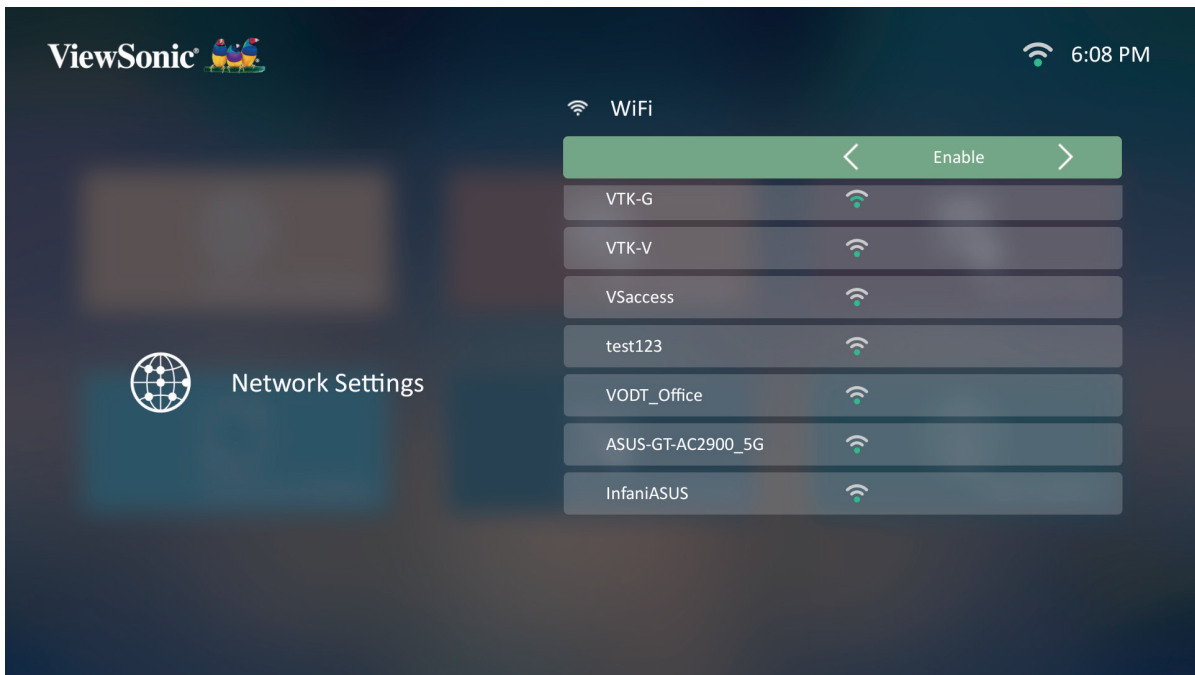 ViewSonic®
6:08 PM
WiFi
Enable
VTK-G
VTK-V
VSaccess
test123
Network Settings
VODT_Office
ASUS-GT-AC2900_5G
InfaniASUS